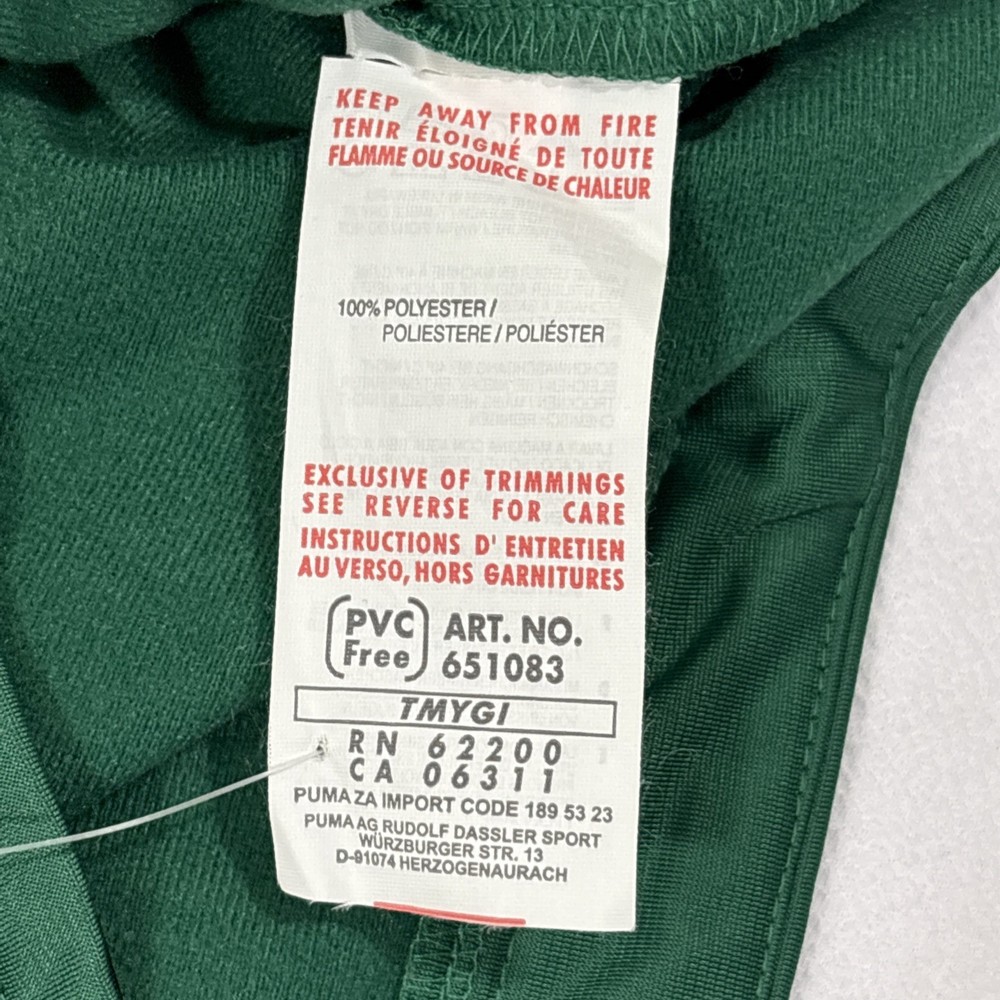 KEEP AWAY FROM FIRE
TENIR ÉLOIGNÉ DE TOUTE
FLAMME OU SOURCE DE CHALEUR
100% POLYESTER /
POLIESTERE / POLIÉSTER
EXCLUSIVE OF TRIMMINGS
SEE REVERSE FOR CARE
INSTRUCTIONS D' ENTRETIEN
AU VERSO, HORS GARNITURES
PVC ART. NO.
Free 651083
TMYGI
RN 62200
CA 06311
PUMA ZA IMPORT CODE 189 53 23
PUMA AG RUDOLF DASSLER SPORT
WÜRZBURGER STR. 13
D-91074 HERZOGENAURACH